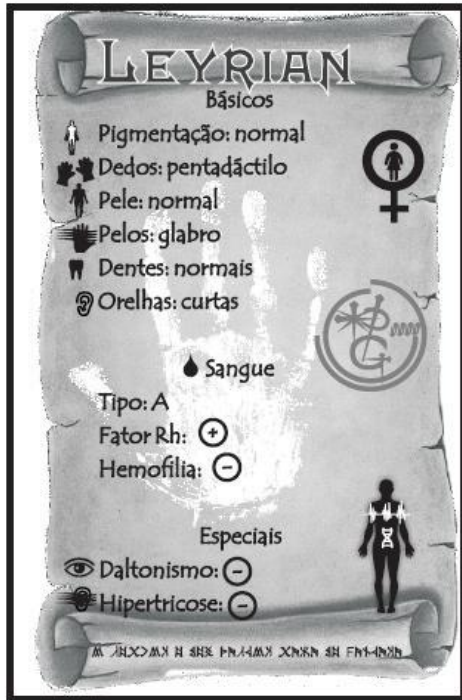 LEYRIAN
Básicos
Pigmentação: normal
Dedos: pentadáctilo
Pele: normal
Pelos: glabro
Dentes: normais
Orelhas: curtas
Sangue
Tipo: A
Fator Rh: +
Hemofilia: -
Especiais
Daltonismo: -
Hipertricose: -